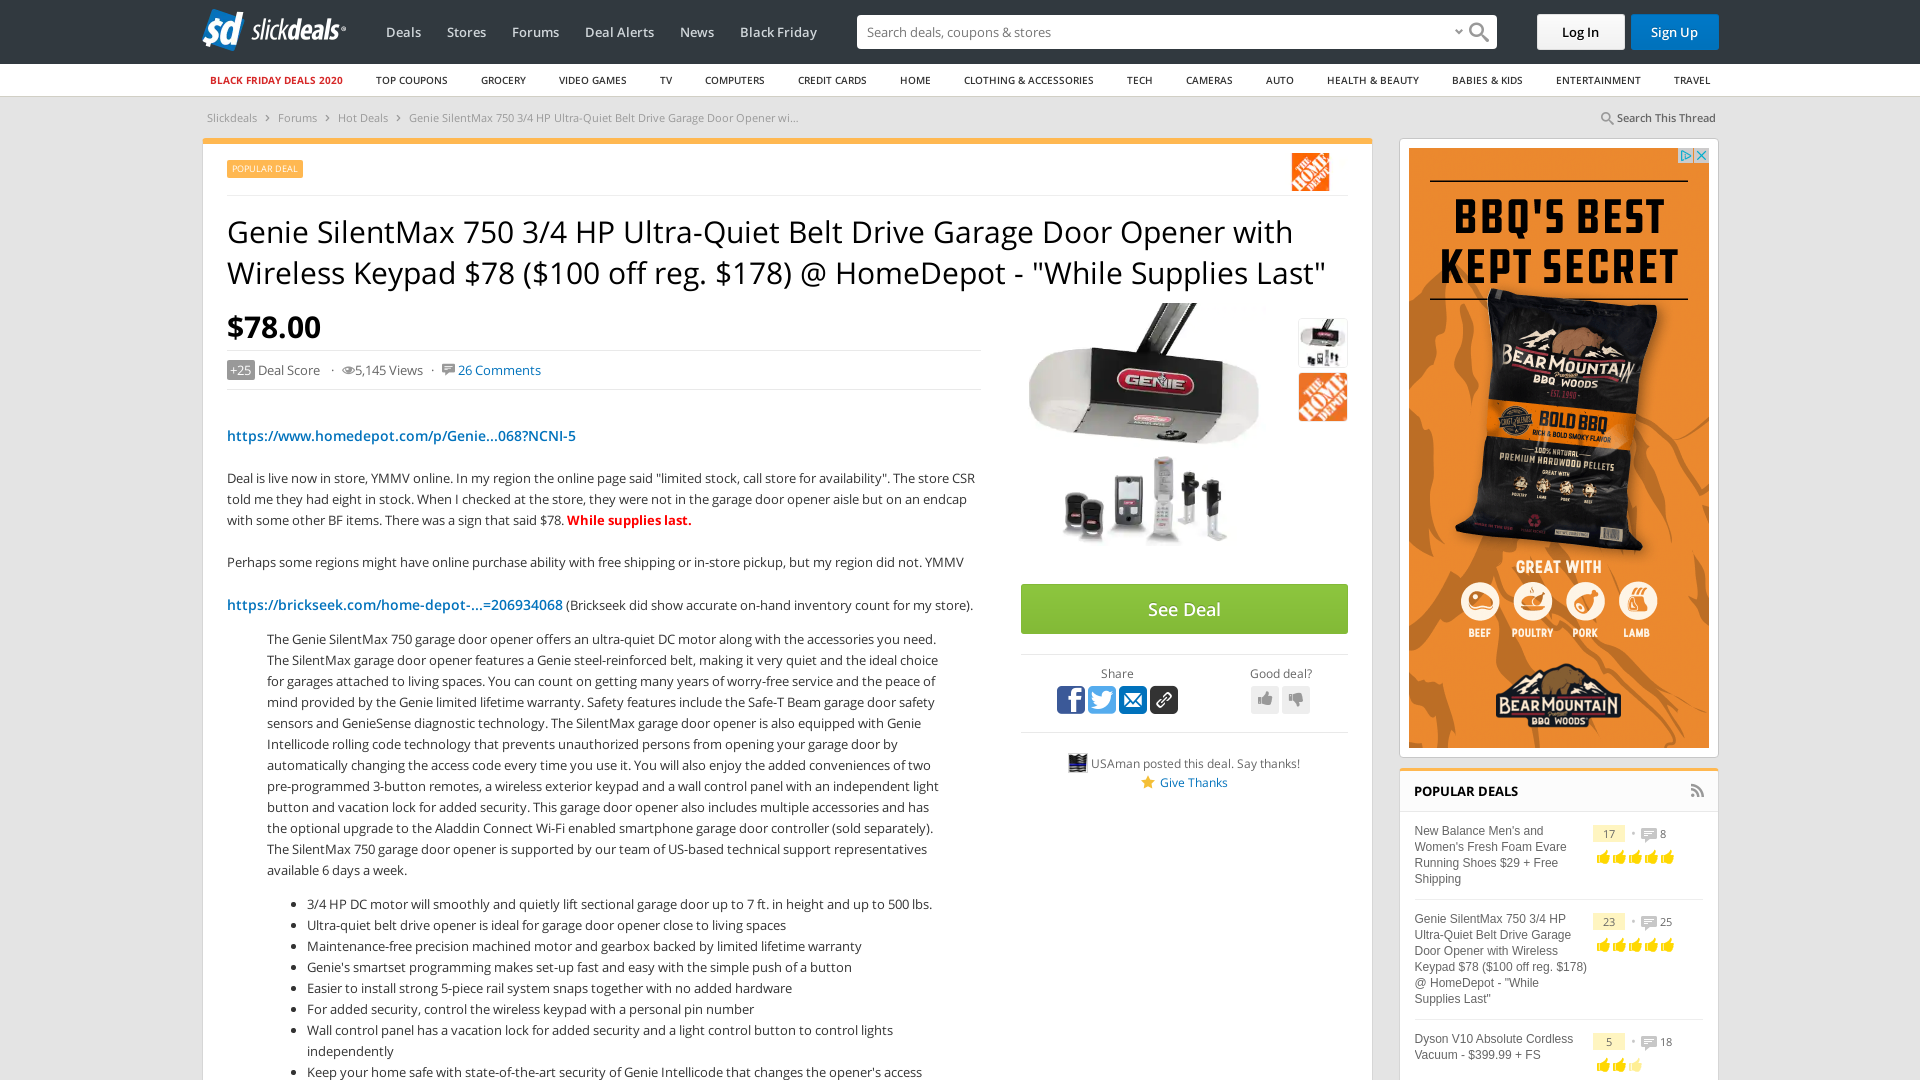 slickdeals
Deals
Stores
Forums
Deal Alerts
News
Black Friday
Search deals, coupons & stores
Log In
Sign Up
BLACK FRIDAY DEALS 2020
TOP COUPONS
GROCERY
VIDEO GAMES
TV
COMPUTERS
CREDIT CARDS
HOME
CLOTHING & ACCESSORIES
TECH
CAMERAS
AUTO
HEALTH & BEAUTY
BABIES & KIDS
ENTERTAINMENT
TRAVEL
Slickdeals › Forums › Hot Deals › Genie SilentMax 750 3/4 HP Ultra-Quiet Belt Drive Garage Door Opener wi...
Search This Thread
POPULAR DEAL
THE HOME DEPOT
Genie SilentMax 750 3/4 HP Ultra-Quiet Belt Drive Garage Door Opener with
Wireless Keypad $78 ($100 off reg. $178) @ HomeDepot - "While Supplies Last"
$78.00
+25 Deal Score · 5,145 Views · 26 Comments
https://www.homedepot.com/p/Genie...068?NCNI-5
Deal is live now in store, YMMV online. In my region the online page said "limited stock, call store for availability". The store CSR
told me they had eight in stock. When I checked at the store, they were not in the garage door opener aisle but on an endcap
with some other BF items. There was a sign that said $78. While supplies last.
Perhaps some regions might have online purchase ability with free shipping or in-store pickup, but my region did not. YMMV
https://brickseek.com/home-depot-...=206934068 (Brickseek did show accurate on-hand inventory count for my store).
The Genie SilentMax 750 garage door opener offers an ultra-quiet DC motor along with the accessories you need.
The SilentMax garage door opener features a Genie steel-reinforced belt, making it very quiet and the ideal choice
for garages attached to living spaces. You can count on getting many years of worry-free service and the peace of
mind provided by the Genie limited lifetime warranty. Safety features include the Safe-T Beam garage door safety
sensors and GenieSense diagnostic technology. The SilentMax garage door opener is also equipped with Genie
Intellicode rolling code technology that prevents unauthorized persons from opening your garage door by
automatically changing the access code every time you use it. You will also enjoy the added conveniences of two
pre-programmed 3-button remotes, a wireless exterior keypad and a wall control panel with an independent light
button and vacation lock for added security. This garage door opener also includes multiple accessories and has
the optional upgrade to the Aladdin Connect Wi-Fi enabled smartphone garage door controller (sold separately).
The SilentMax 750 garage door opener is supported by our team of US-based technical support representatives
available 6 days a week.
3/4 HP DC motor will smoothly and quietly lift sectional garage door up to 7 ft. in height and up to 500 lbs.
Ultra-quiet belt drive opener is ideal for garage door opener close to living spaces
Maintenance-free precision machined motor and gearbox backed by limited lifetime warranty
Genie's smartset programming makes set-up fast and easy with the simple push of a button
Easier to install strong 5-piece rail system snaps together with no added hardware
For added security, control the wireless keypad with a personal pin number
Wall control panel has a vacation lock for added security and a light control button to control lights
independently
Keep your home safe with state-of-the-art security of Genie Intellicode that changes the opener's access
GENIE
THE HOME DEPOT
See Deal
Share
Good deal?
USAman posted this deal. Say thanks!
Give Thanks
BBQ'S BEST
KEPT SECRET
BEAR MOUNTAIN
Premium
BBQ WOODS
BOLD BBQ
RICH & BOLD SMOKY FLAVOR
100% NATURAL
PREMIUM HARDWOOD PELLETS
GREAT WITH
GREAT WITH
BEEF
POULTRY
PORK
LAMB
BEAR MOUNTAIN
BBQ WOODS
POPULAR DEALS
New Balance Men's and
Women's Fresh Foam Evare
Running Shoes $29 + Free
Shipping
17 • 8
Genie SilentMax 750 3/4 HP
Ultra-Quiet Belt Drive Garage
Door Opener with Wireless
Keypad $78 ($100 off reg. $178)
@ HomeDepot - "While
Supplies Last"
23 • 25
Dyson V10 Absolute Cordless
Vacuum - $399.99 + FS
5 • 18